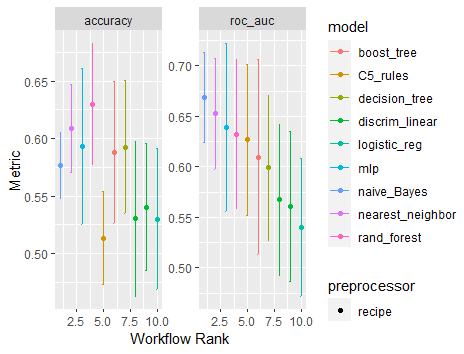 accuracy
roc_auc
Metric
0.65
0.60
0.55
0.50
0.70
0.65
0.60
0.55
0.50
2.5 5.0 7.5 10.0
2.5 5.0 7.5 10.0
Workflow Rank
model
boost_tree
C5_rules
decision_tree
discrim_linear
logistic_reg
mlp
naive_Bayes
nearest_neighbor
rand_forest
preprocessor
recipe